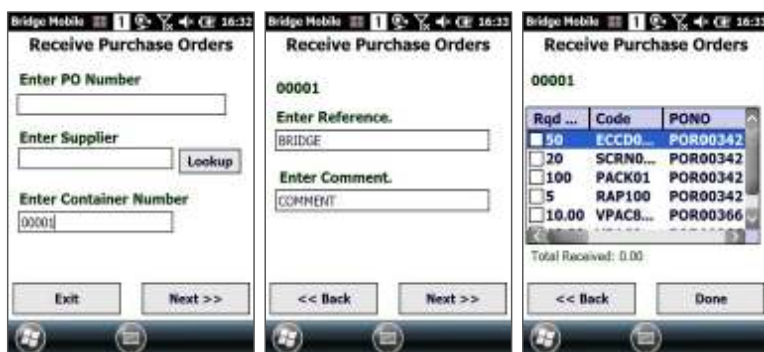 Bridge Mobile 1 16:32
Receive Purchase Orders
Enter PO Number
Enter Supplier
Lookup
Enter Container Number
00001
Exit Next >>
Bridge Mobile 1 16:33
Receive Purchase Orders
00001
Enter Reference.
BRIDGE
Enter Comment.
COMMENT
<< Back Next >>
Bridge Mobile 1 16:33
Receive Purchase Orders
00001
Rqd ... Code PONO
50 ECCD0... POR00342
20 SCRN0... POR00342
100 PACK01 POR00342
5 RAP100 POR00342
10.00 VPAC8... POR00366
Total Received: 0.00
<< Back Done